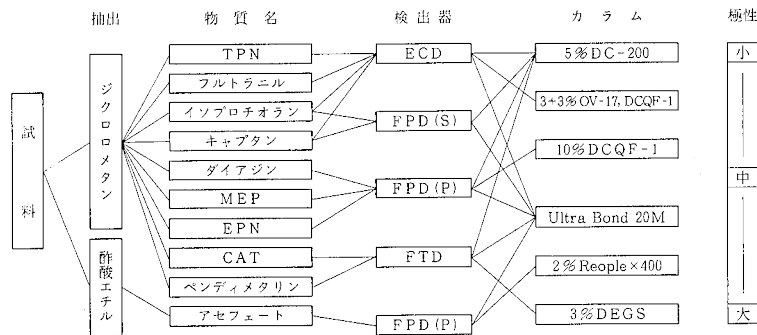 抽出 物質名 検出器 カラム 極性
試料
ジクロロメタン
酢酸エチル
TPN
フルトラニル
イソプロチオラン
キャプタン
ダイアジン
MEP
EPN
CAT
ペンディメタリン
アセフェート
ECD
FPD(S)
FPD(P)
FTD
FPD(P)
5%DC-200
3+3%OV-17, DCQF-1
10%DCQF-1
Ultra Bond 20M
2%Reople×400
3%DEGS
小
中
大